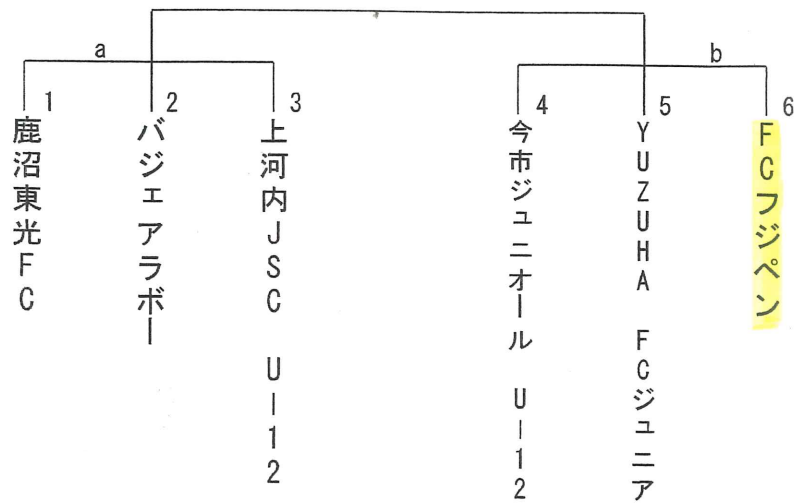 a
b
1
鹿沼東光FC
2
バジェアラボー
3
上河内JSC U-12
4
今市ジュニオール U-12
5
YUZUHA FCジュニア
6
FCフジペン